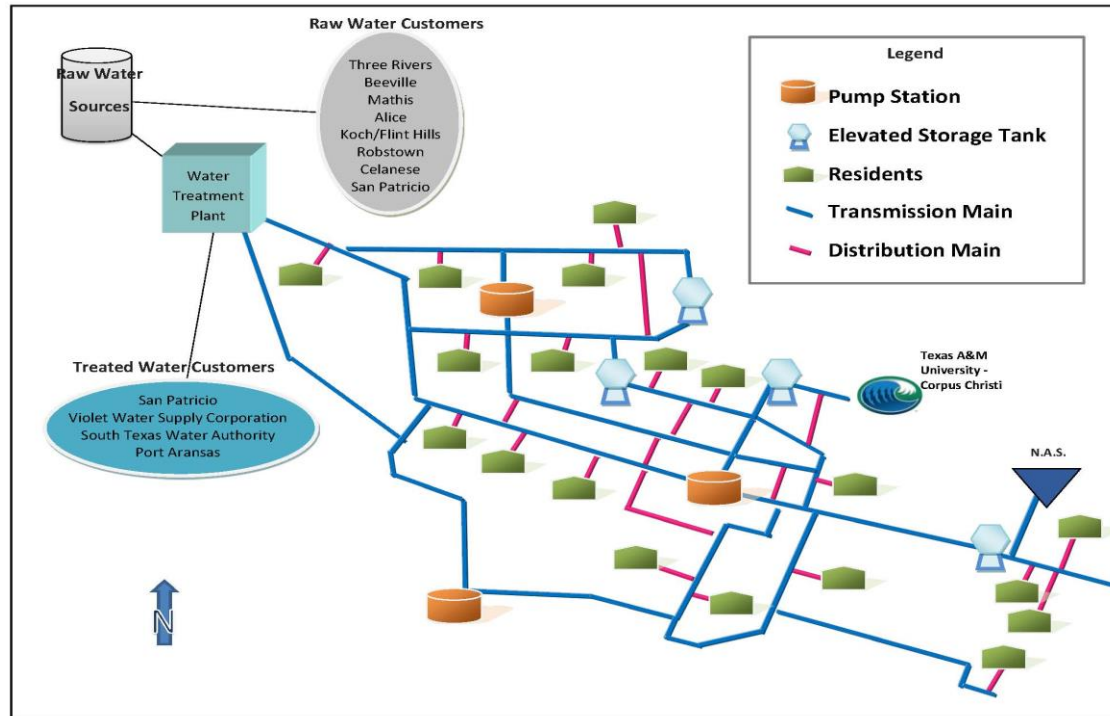 Raw Water Customers
Raw Water
Sources
Three Rivers
Beeville
Mathis
Alice
Koch/Flint Hills
Robstown
Celanese
San Patricio
Water
Treatment
Plant
Legend
Pump Station
Elevated Storage Tank
Residents
Transmission Main
Distribution Main
Treated Water Customers
San Patricio
Violet Water Supply Corporation
South Texas Water Authority
Port Aransas
Texas A&M
University -
Corpus Christi
N.A.S.
N